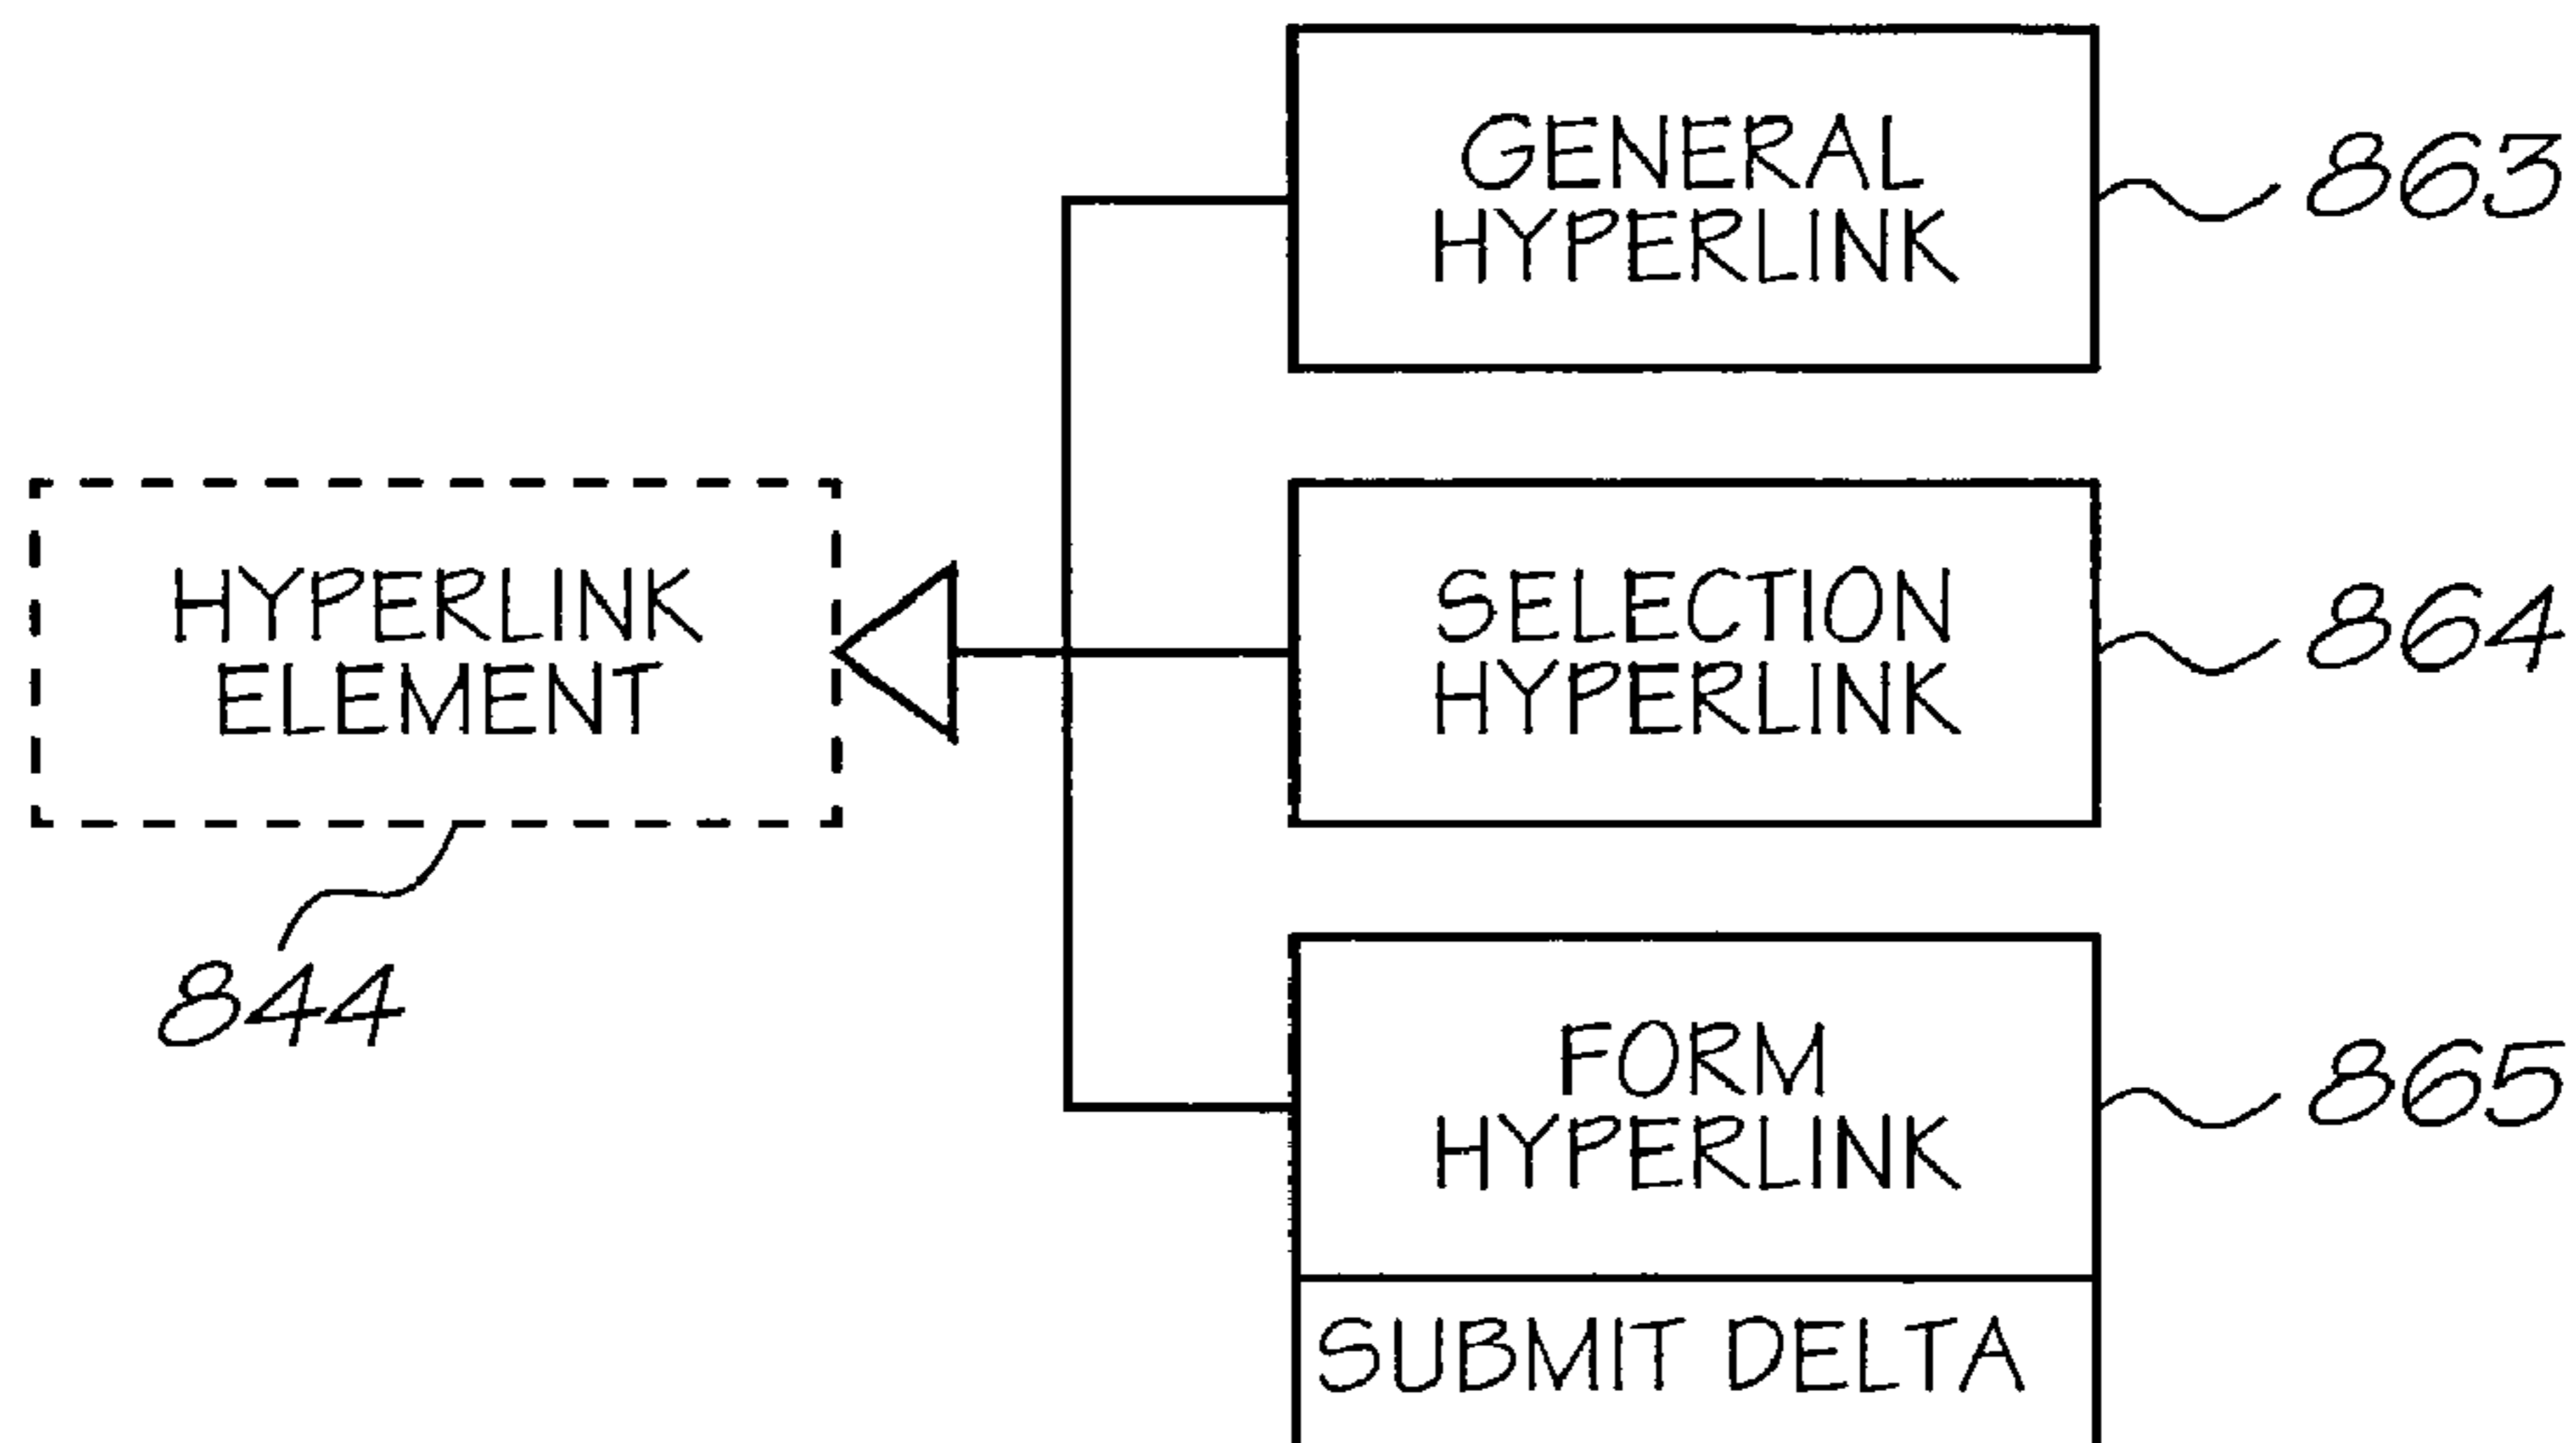 GENERAL
HYPERLINK
863
HYPERLINK
ELEMENT
844
SELECTION
HYPERLINK
864
FORM
HYPERLINK
865
SUBMIT DELTA